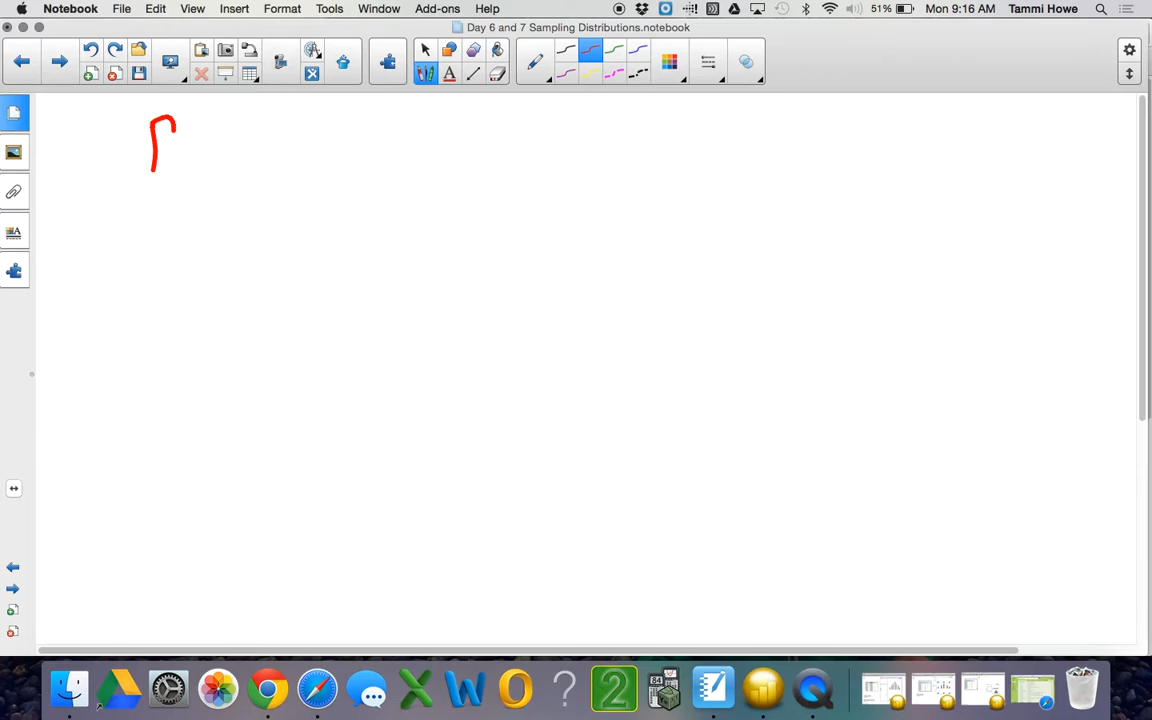 Notebook File Edit View Insert Format Tools Window Add-ons Help 51% Mon 9:16 AM Tammi Howe
Day 6 and 7 Sampling Distributions.notebook